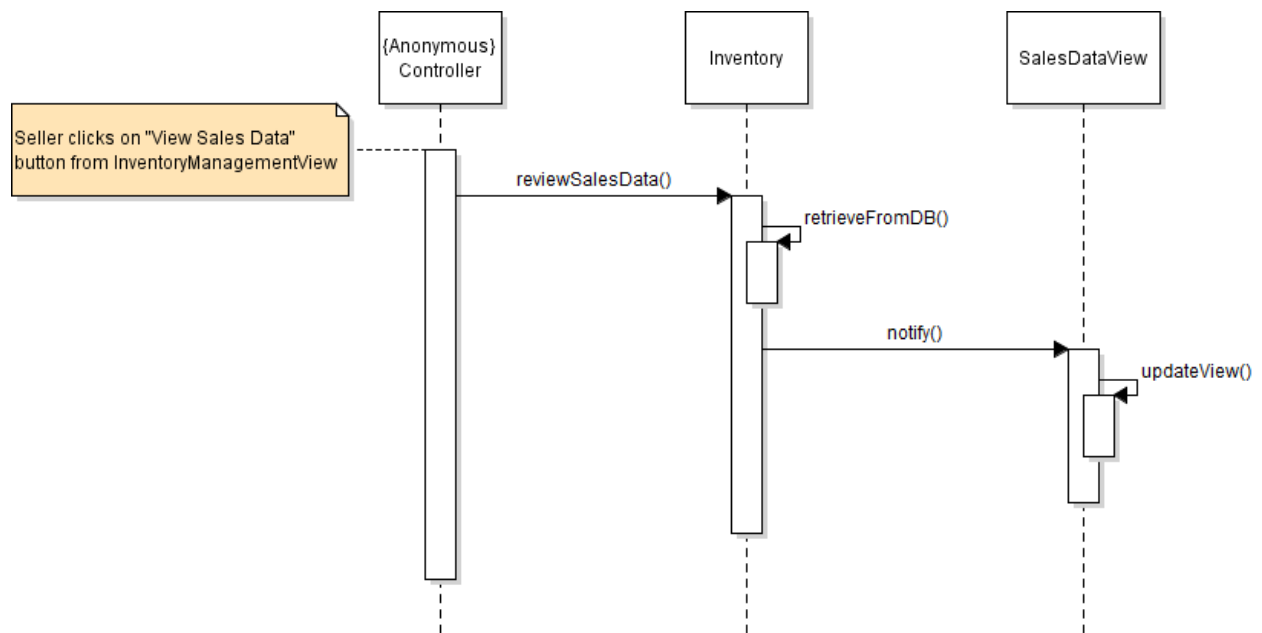 {Anonymous}
Controller
Inventory
SalesDataView
Seller clicks on "View Sales Data"
button from InventoryManagementView
reviewSalesData()
retrieveFromDB()
notify()
updateView()